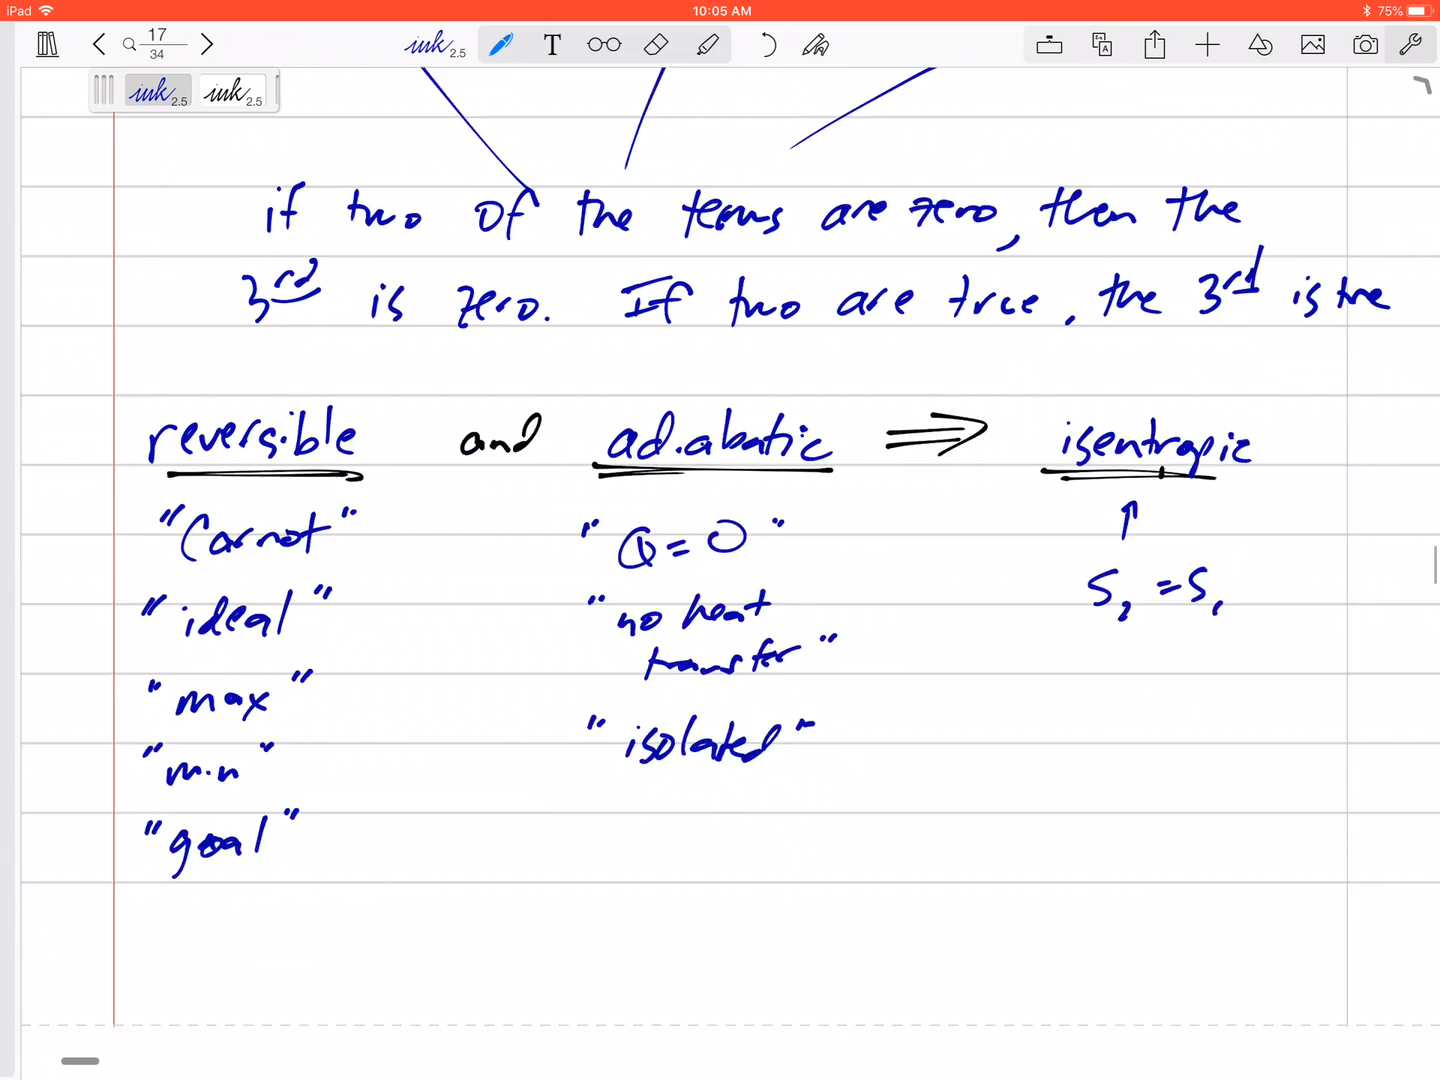 iPad 10:05 AM 75%
17
34
ink 2.5 T
ink 2.5 ink 2.5
if two of the terms are zero, then the
3rd is zero. If two are true, the 3rd is true
reversible and adiabatic ⇒ isentropic
"Carnot" "Q = O" ↑
"ideal" "no heat S₂ = S₁
transfer"
"max"
"isolated"
"min"
"goal"